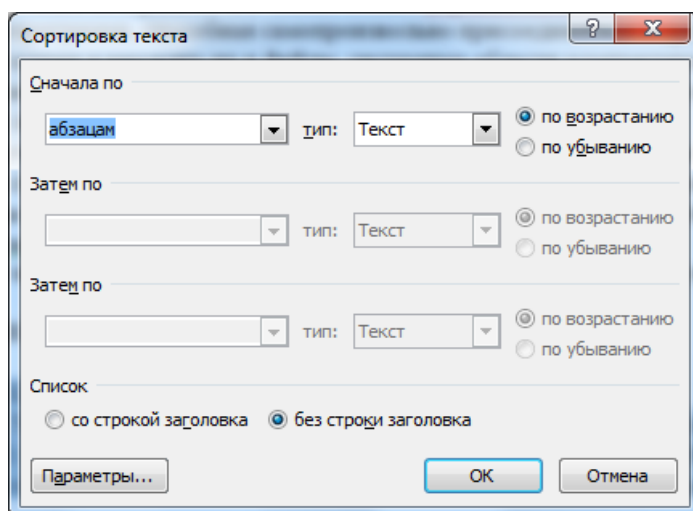 Сортировка текста
Сначала по
абзацам тип: Текст по возрастанию
по убыванию
Затем по
тип: Текст по возрастанию
по убыванию
Затем по
тип: Текст по возрастанию
по убыванию
Список
со строкой заголовка без строки заголовка
Параметры... ОК Отмена